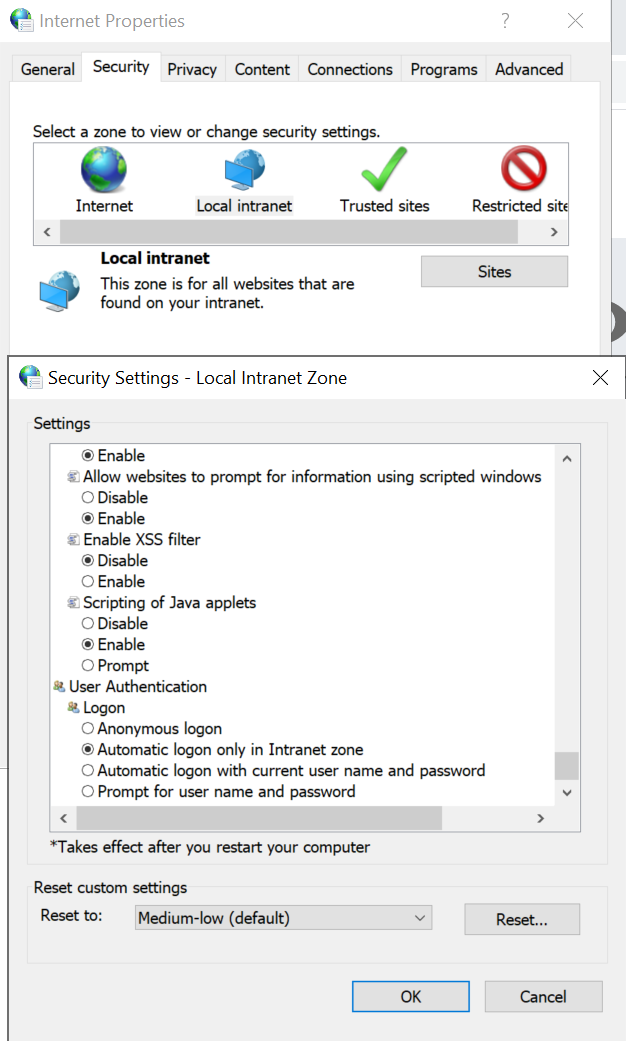 Internet Properties
?
General Security Privacy Content Connections Programs Advanced
Select a zone to view or change security settings.
Internet Local intranet Trusted sites Restricted site
Local intranet
Sites
This zone is for all websites that are
found on your intranet.
Security Settings - Local Intranet Zone
Settings
Enable
Allow websites to prompt for information using scripted windows
Disable
Enable
Enable XSS filter
Disable
Enable
Scripting of Java applets
Disable
Enable
Prompt
User Authentication
Logon
Anonymous logon
Automatic logon only in Intranet zone
Automatic logon with current user name and password
Prompt for user name and password
*Takes effect after you restart your computer
Reset custom settings
Reset to: Medium-low (default) Reset...
OK Cancel